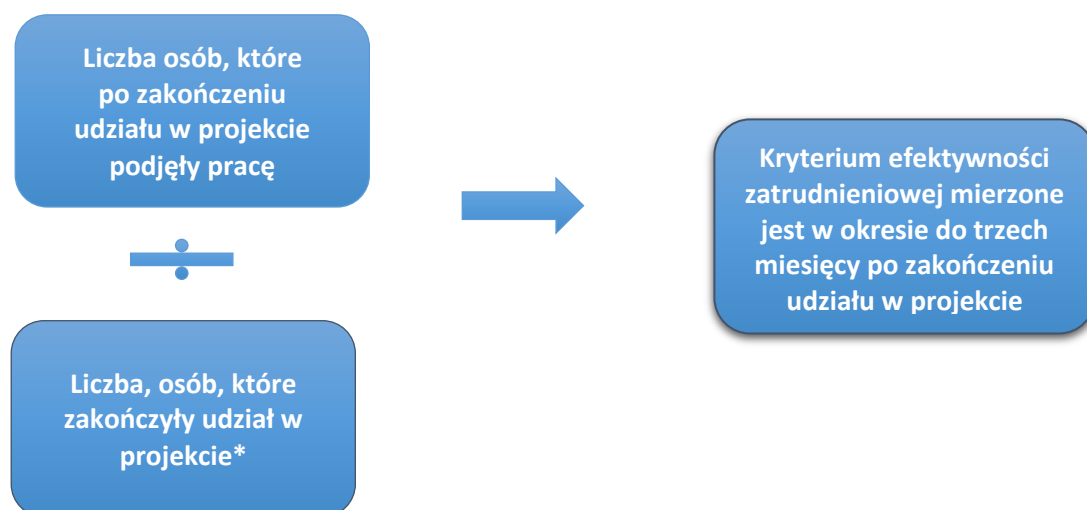 Liczba osób, które
po zakończeniu
udziału w projekcie
podjęły pracę
Liczba, osób, które
zakończyły udział w
projekcie*
Kryterium efektywności
zatrudnieniowej mierzone
jest w okresie do trzech
miesięcy po zakończeniu
udziału w projekcie